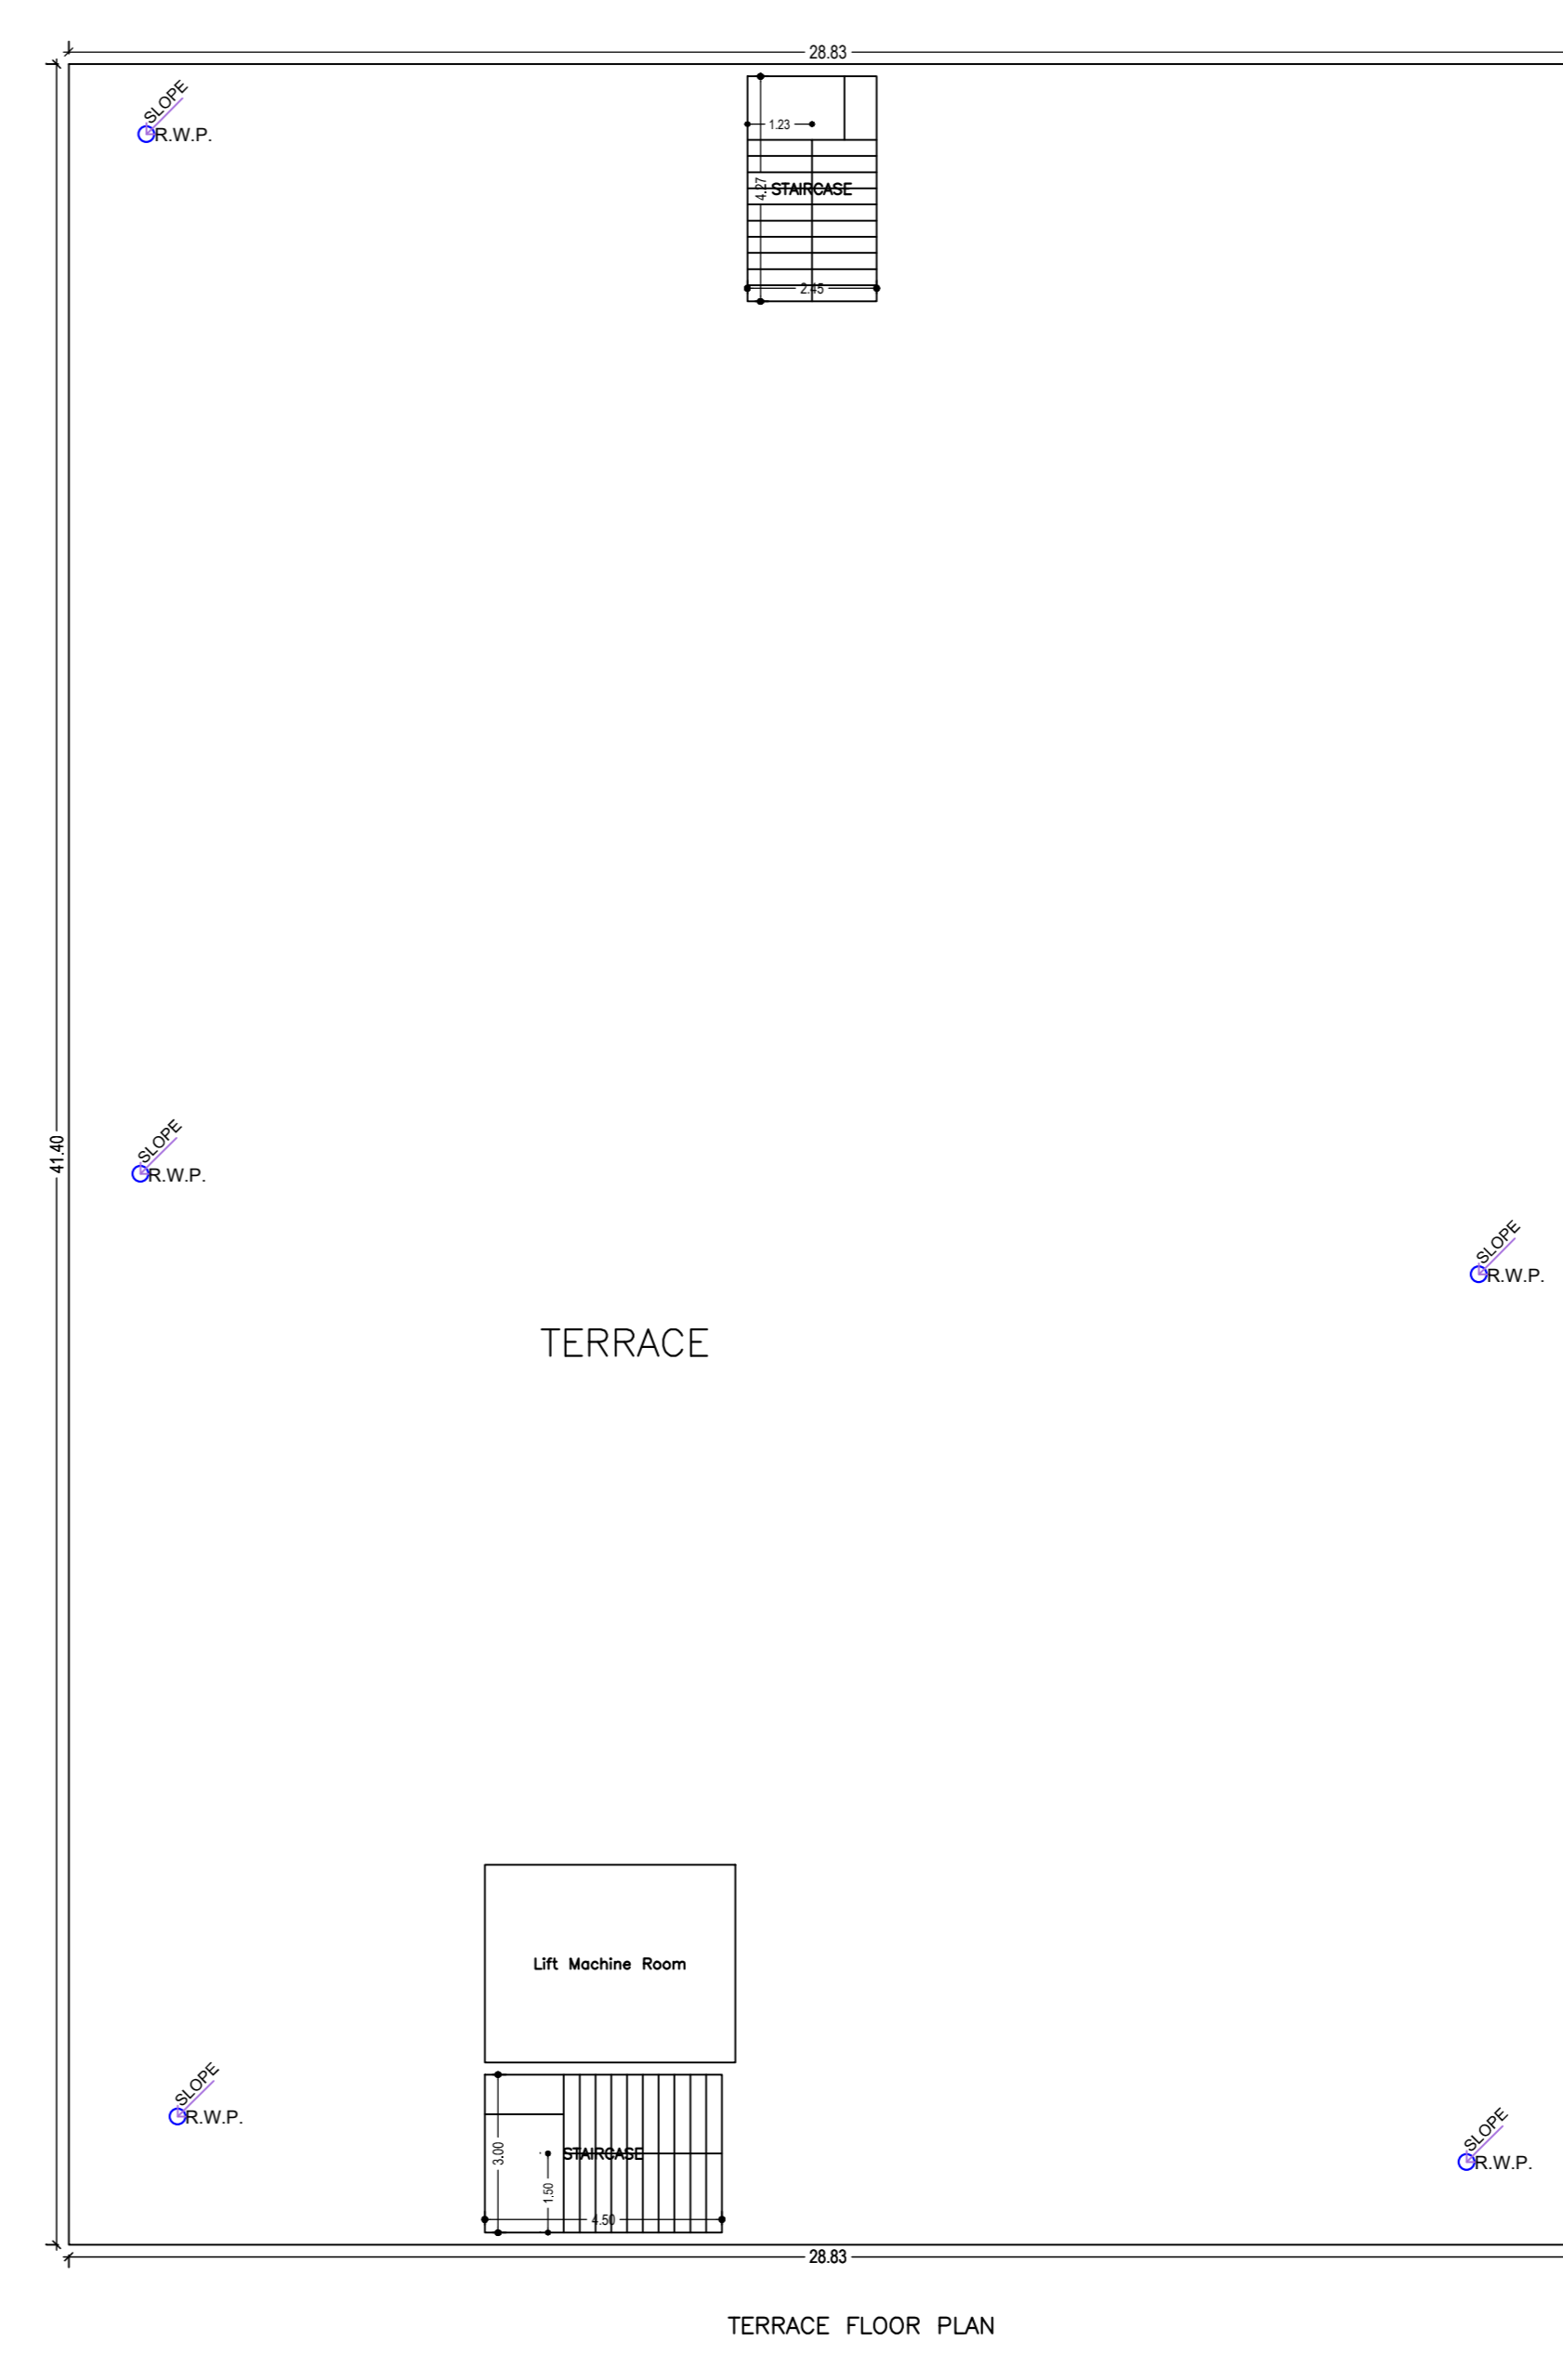 28.83
SLOPE
R.W.P.
1.23
4.27
STAIRCASE
2.45
SLOPE
R.W.P.
41.40
SLOPE
R.W.P.
TERRACE
Lift Machine Room
SLOPE
R.W.P.
3.00
STAIRCASE
1.50
4.50
SLOPE
R.W.P.
28.83
TERRACE FLOOR PLAN